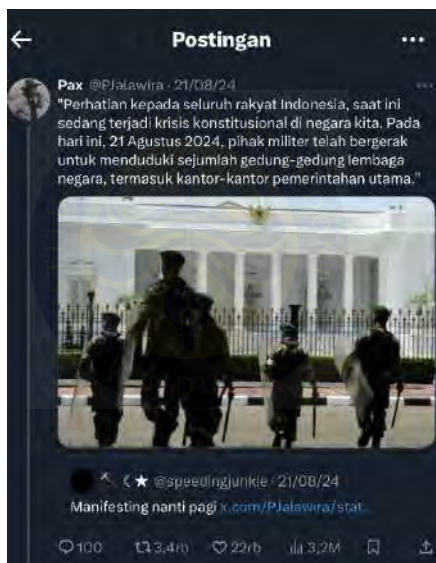 Postingan
Pax @PJalawira · 21/08/24
"Perhatian kepada seluruh rakyat Indonesia, saat ini
sedang terjadi krisis konstitusional di negara kita. Pada
hari ini, 21 Agustus 2024, pihak militer telah bergerak
untuk menduduki sejumlah gedung-gedung lembaga
negara, termasuk kantor-kantor pemerintahan utama."
@speedingjunkie · 21/08/24
Manifesting nanti pagi x.com/PJalawira/stat...
100 3,4rb 22rb 3,2M